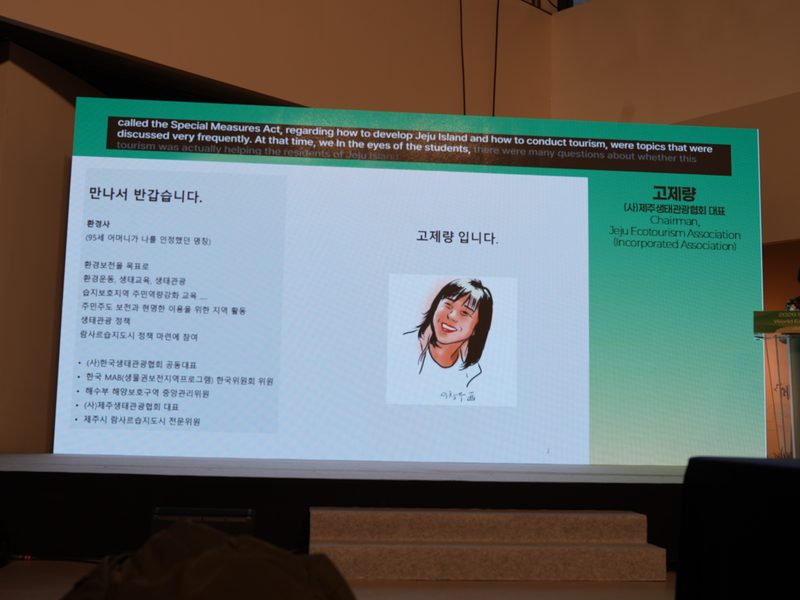 called the Special Measures Act, regarding how to develop Jeju Island and how to conduct tourism, were topics that were
discussed very frequently. At that time, we In the eyes of the students, there were many questions about whether this
tourism was actually helping the residents of Jeju Island
만나서 반갑습니다.
환경사
(95세 어머니가 나를 인정했던 명칭)
환경보전을 목표로
환경운동, 생태교육, 생태관광
습지보호지역 주민역량강화 교육 ....
주민주도 보전과 현명한 이용을 위한 지역 활동
생태관광 정책
람사르습지도시 정책 마련에 참여
• (사)한국생태관광협회 공동대표
• 한국 MAB(생물권보전지역프로그램) 한국위원회 위원
• 해수부 해양보호구역 중앙관리위원
• (사)제주생태관광협회 대표
• 제주시 람사르습지도시 전문위원
고제량 입니다.
고제량
(사)제주생태관광협회 대표
Chairman,
Jeju Ecotourism Association
(Incorporated Association)